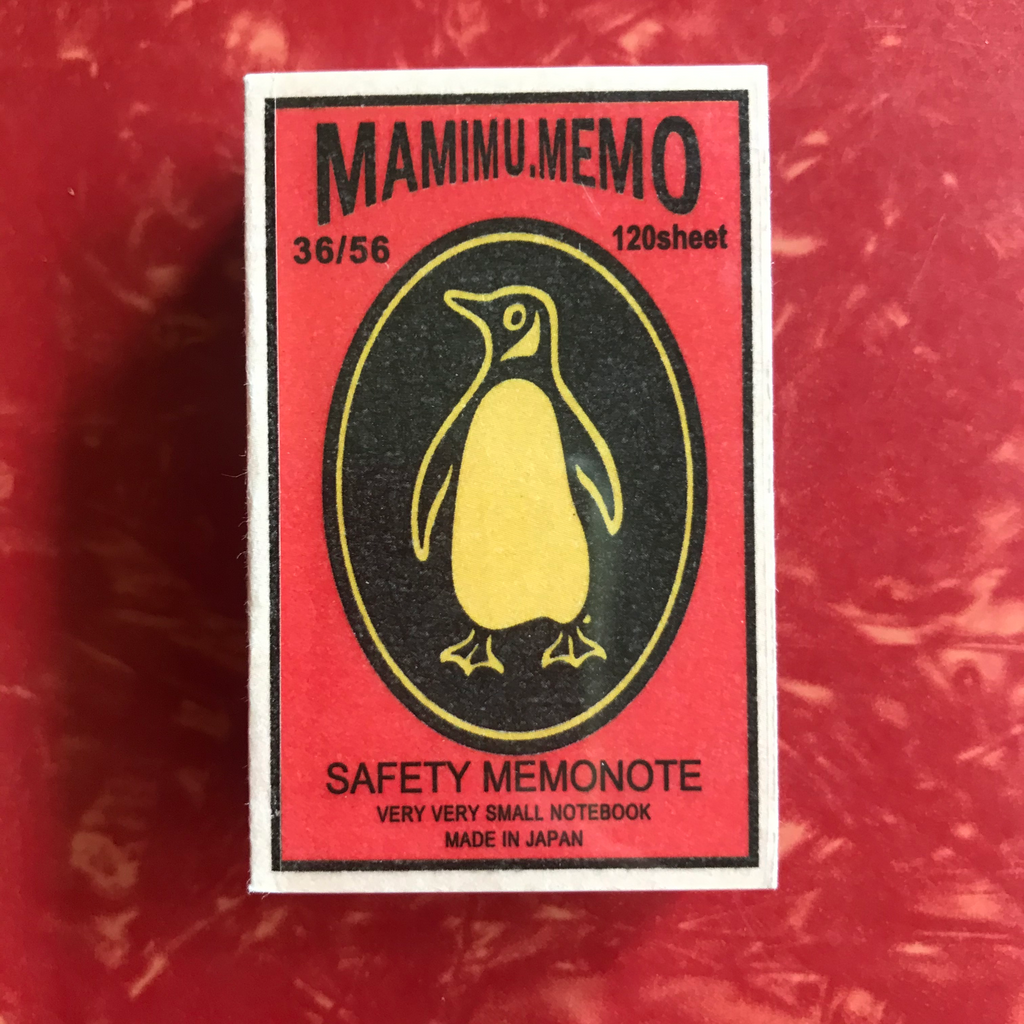 MAMIMU.MEMO
36/56
120sheet
SAFETY MEMONOTE
VERY VERY SMALL NOTEBOOK
MADE IN JAPAN